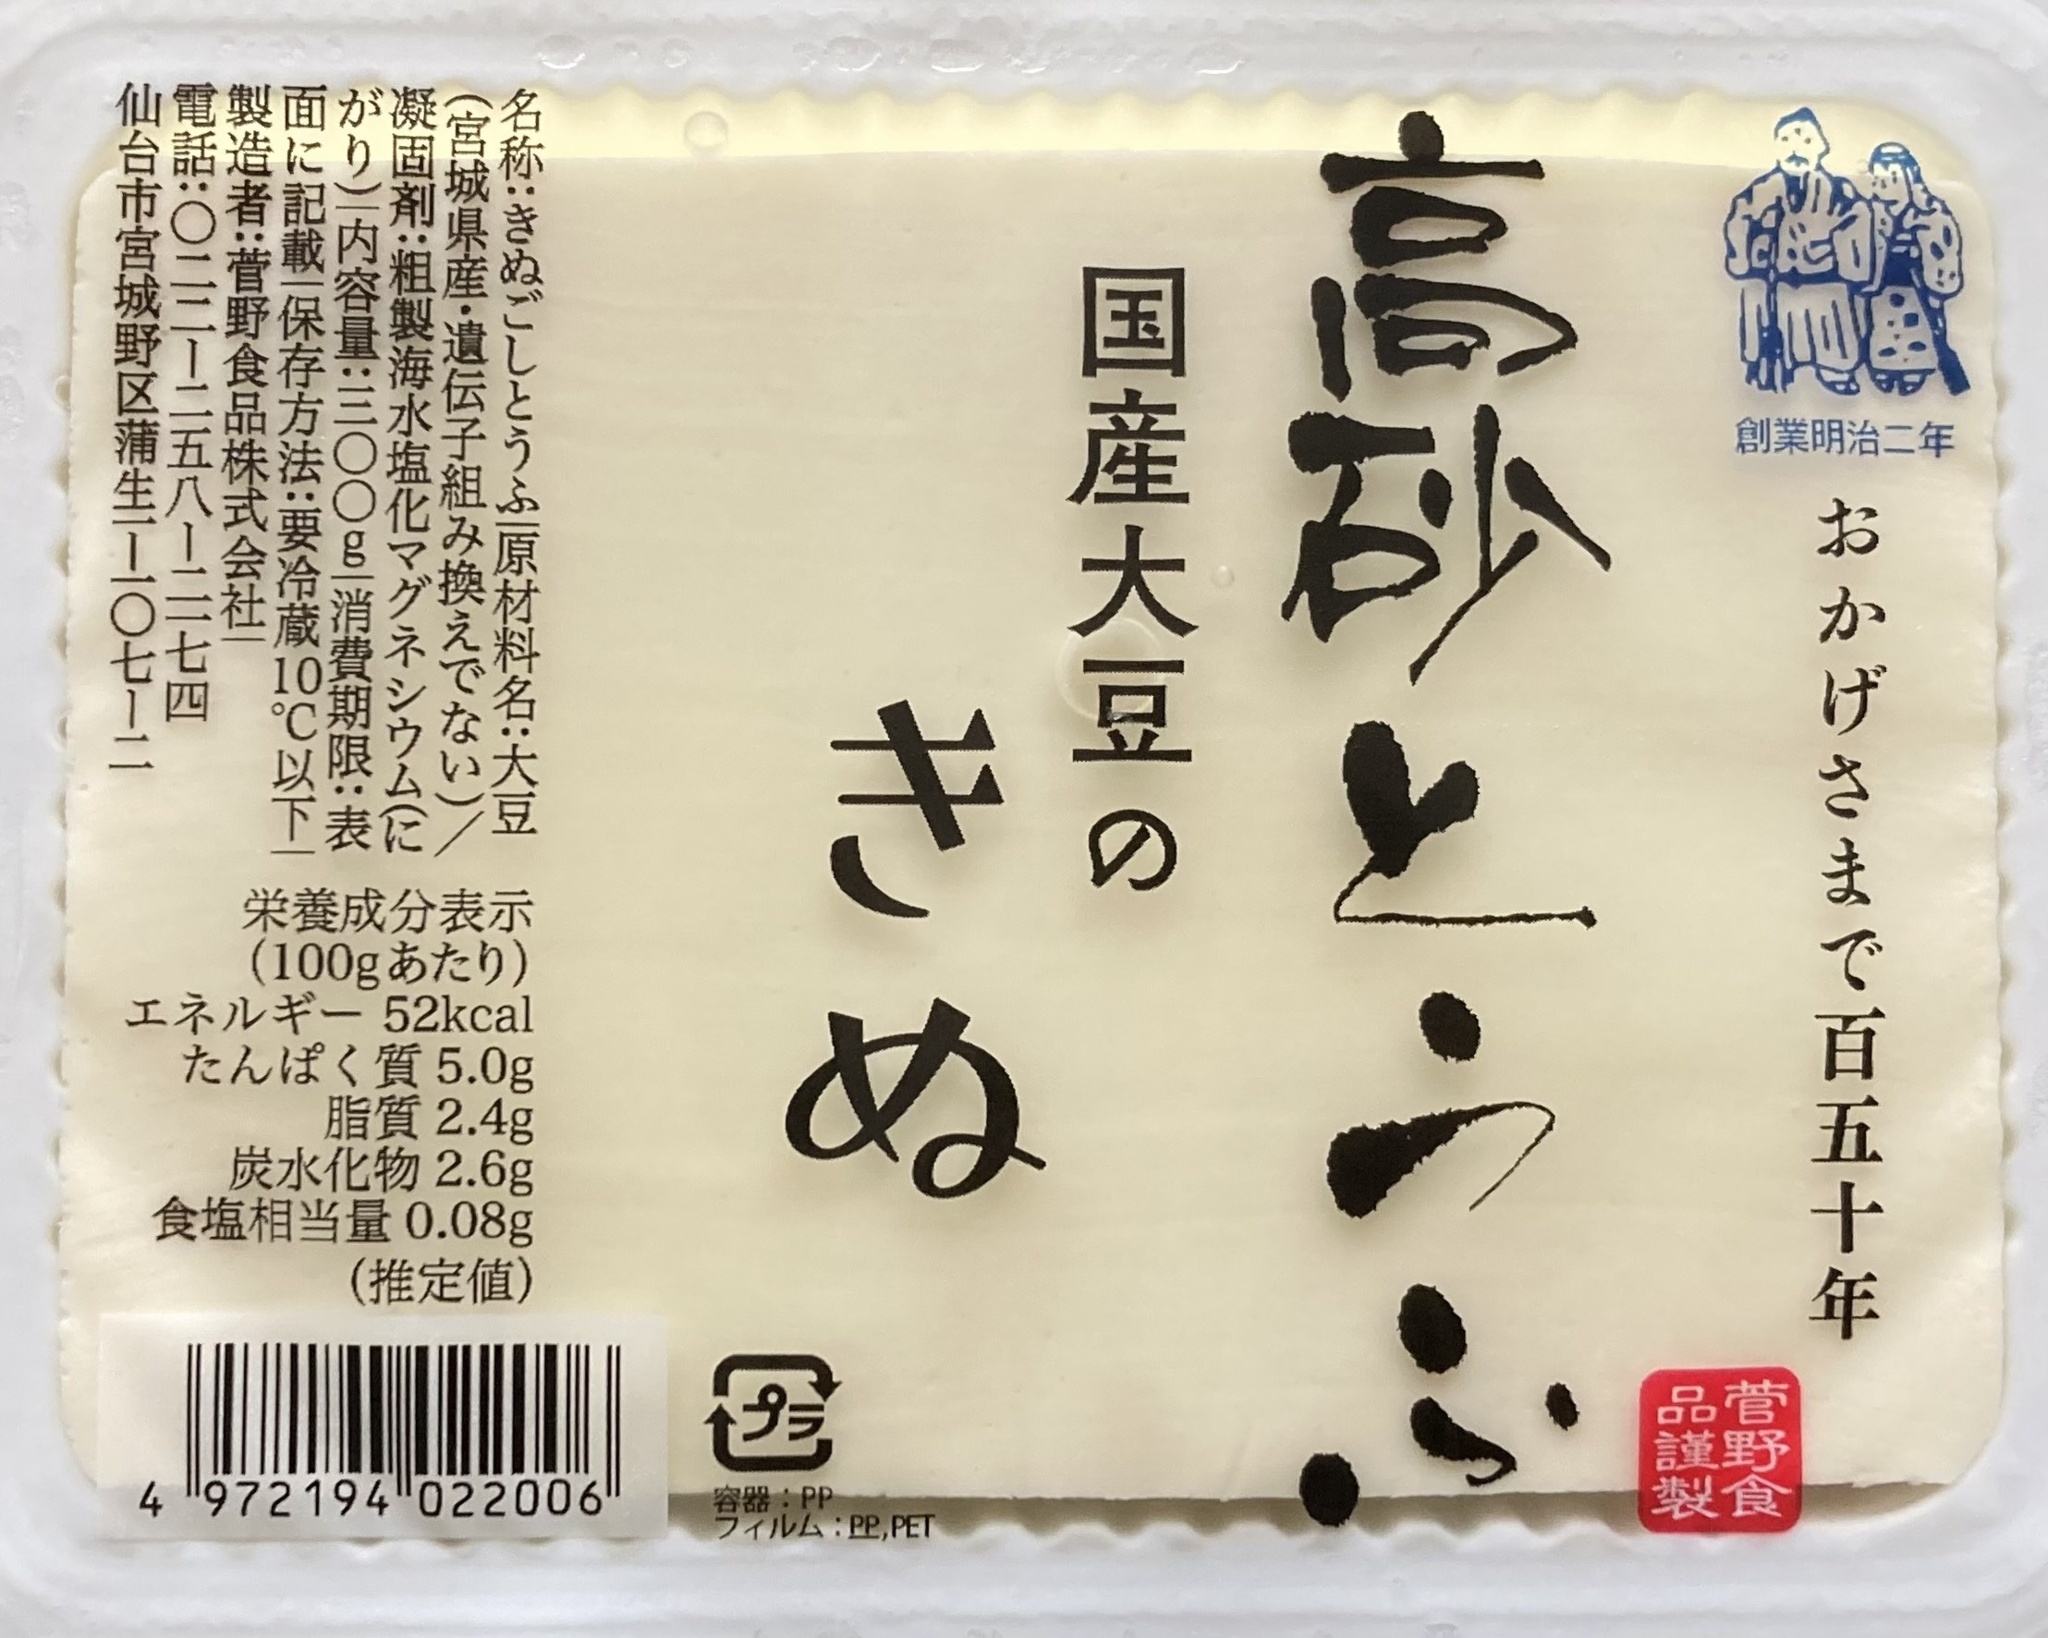 創業明治二年
おかげさまで百五十年
高砂とうふ
国産大豆の
きぬ
菅野食
品謹製
名称:きぬごしとうふ|原材料名:大豆
(宮城県産・遺伝子組み換えでない)/
凝固剤:粗製海水塩化マグネシウム(に
がり)|内容量:三〇〇g|消費期限:表
面に記載|保存方法:要冷蔵10℃以下|
製造者:菅野食品株式会社|
電話:〇二二ー二五八ー二二七四
仙台市宮城野区蒲生一ー一〇七ー二
栄養成分表示
(100gあたり)
エネルギー 52kcal
たんぱく質 5.0g
脂質 2.4g
炭水化物 2.6g
食塩相当量 0.08g
(推定値)
4 972194 022006
プラ
容器:PP
フィルム:PP,PET